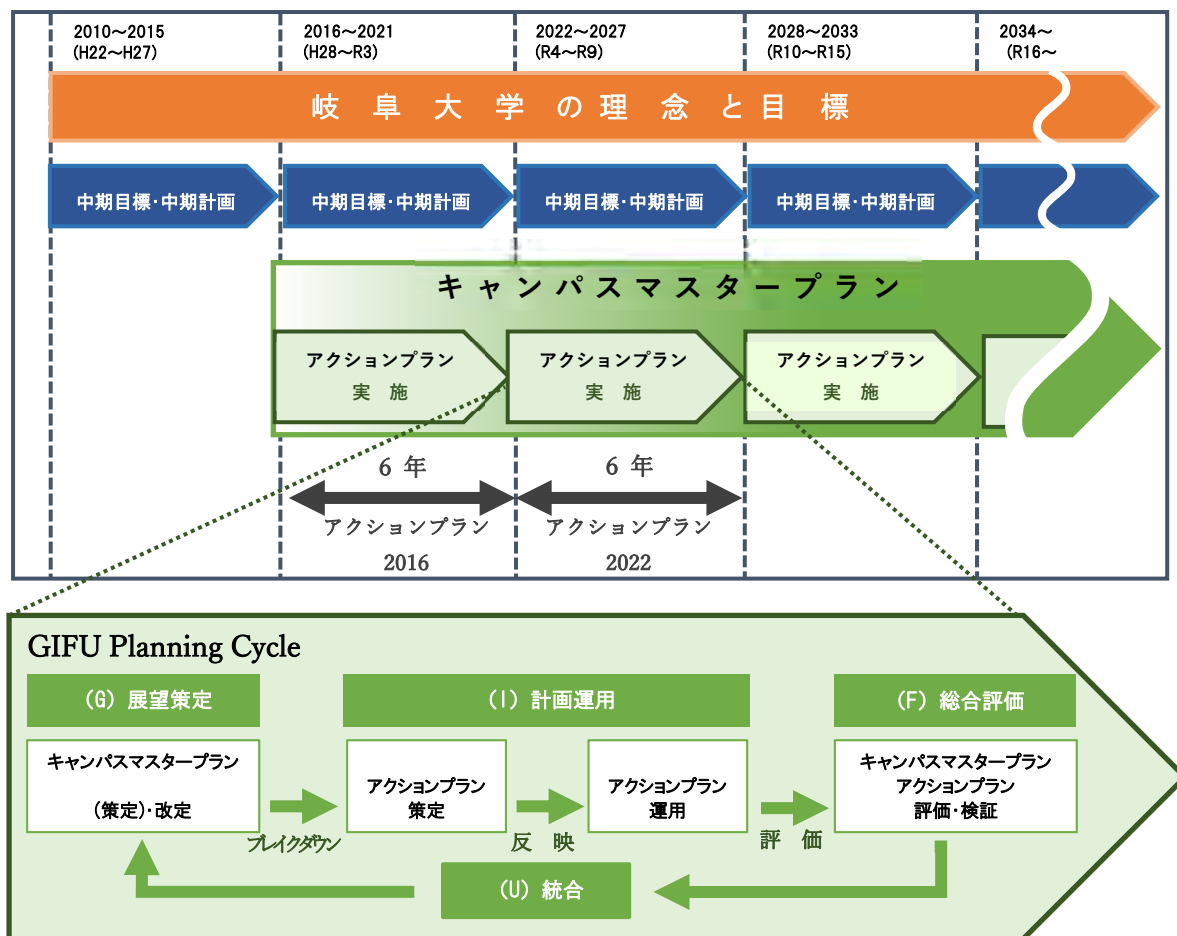 2010～2015
(H22～H27)
2016～2021
(H28～R3)
2022～2027
(R4～R9)
2028～2033
(R10～R15)
2034～
(R16～
岐阜大学の理念と目標
中期目標・中期計画
中期目標・中期計画
中期目標・中期計画
中期目標・中期計画
キャンパスマスタープラン
アクションプラン
実 施
アクションプラン
実 施
アクションプラン
実 施
6 年
アクションプラン
2016
6 年
アクションプラン
2022
GIFU Planning Cycle
(G) 展望策定
(I) 計画運用
(F) 総合評価
キャンパスマスタープラン
(策定)・改定
ブレイクダウン
アクションプラン
策定
反 映
アクションプラン
運用
評 価
キャンパスマスタープラン
アクションプラン
評価・検証
(U) 統合